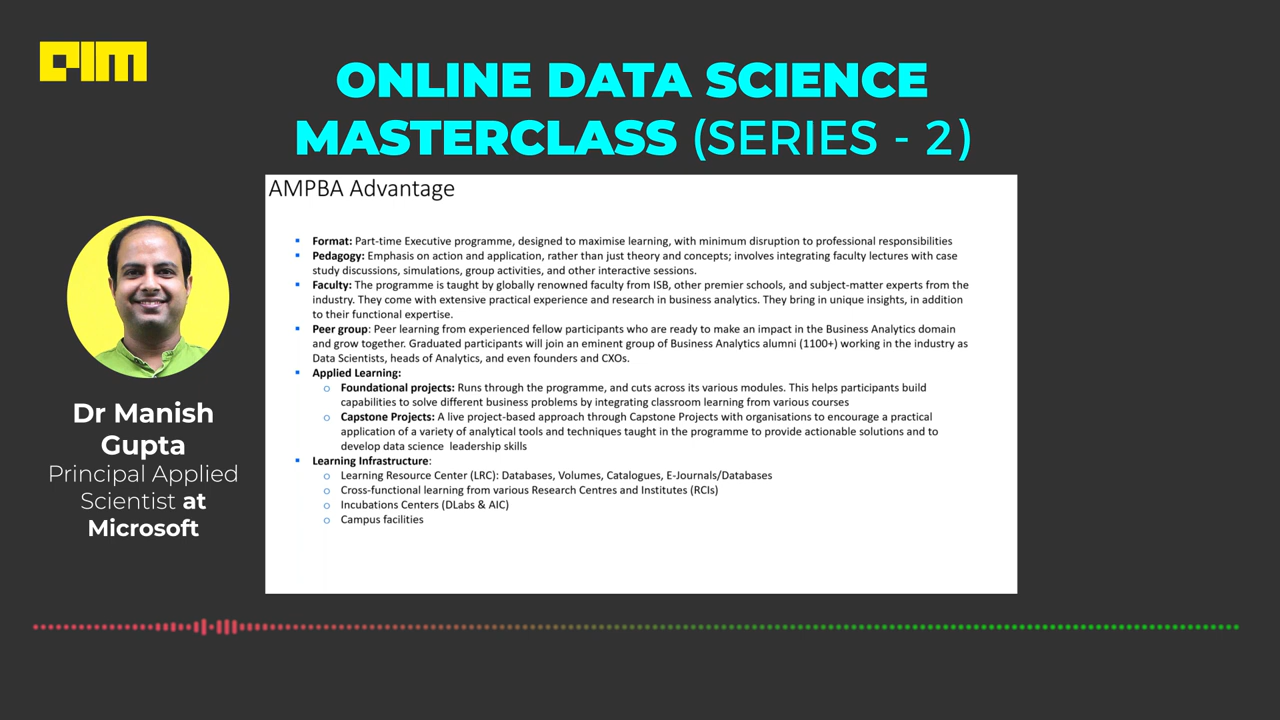 AIM
ONLINE DATA SCIENCE
MASTERCLASS (SERIES - 2)
AMPBA Advantage
▪ Format: Part-time Executive programme, designed to maximise learning, with minimum disruption to professional responsibilities
▪ Pedagogy: Emphasis on action and application, rather than just theory and concepts; involves integrating faculty lectures with case
study discussions, simulations, group activities, and other interactive sessions.
▪ Faculty: The programme is taught by globally renowned faculty from ISB, other premier schools, and subject-matter experts from the
industry. They come with extensive practical experience and research in business analytics. They bring in unique insights, in addition
to their functional expertise.
▪ Peer group: Peer learning from experienced fellow participants who are ready to make an impact in the Business Analytics domain
and grow together. Graduated participants will join an eminent group of Business Analytics alumni (1100+) working in the industry as
Data Scientists, heads of Analytics, and even founders and CXOs.
▪ Applied Learning:
o Foundational projects: Runs through the programme, and cuts across its various modules. This helps participants build
capabilities to solve different business problems by integrating classroom learning from various courses
o Capstone Projects: A live project-based approach through Capstone Projects with organisations to encourage a practical
application of a variety of analytical tools and techniques taught in the programme to provide actionable solutions and to
develop data science leadership skills
▪ Learning Infrastructure:
o Learning Resource Center (LRC): Databases, Volumes, Catalogues, E-Journals/Databases
o Cross-functional learning from various Research Centres and Institutes (RCIs)
o Incubations Centers (DLabs & AIC)
o Campus facilities
Dr Manish
Gupta
Principal Applied
Scientist at
Microsoft